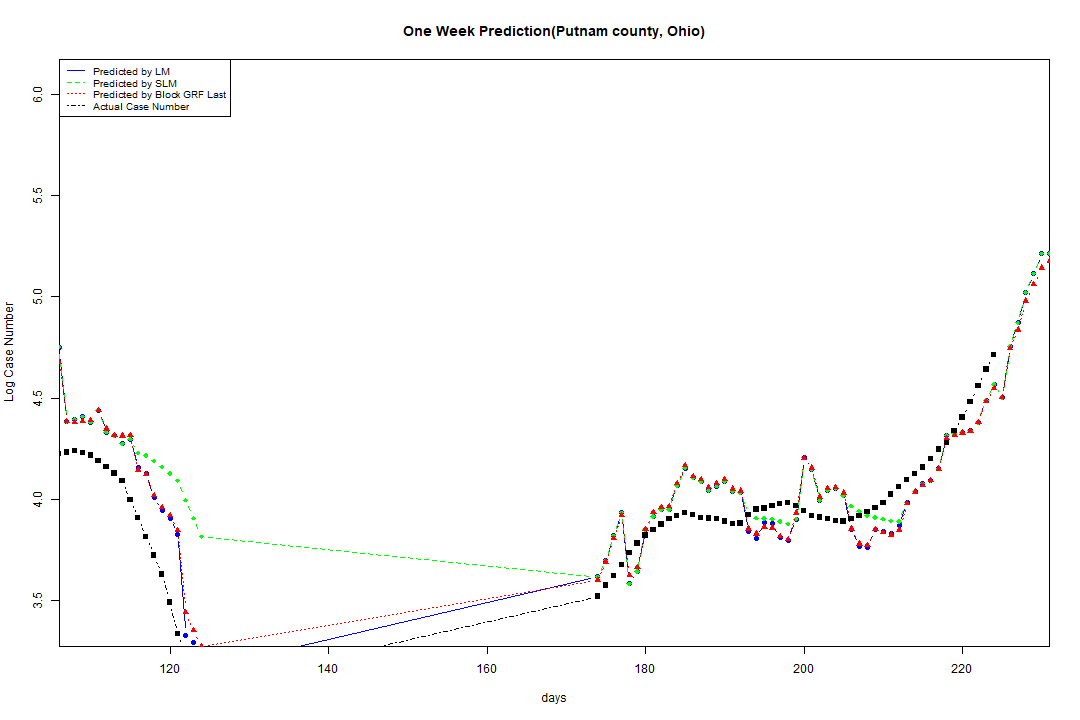 One Week Prediction(Putnam county, Ohio)
Predicted by LM
Predicted by SLM
Predicted by Block GRF Last
Actual Case Number
6.0
5.5
5.0
4.5
4.0
3.5
Log Case Number
120 140 160 180 200 220
days